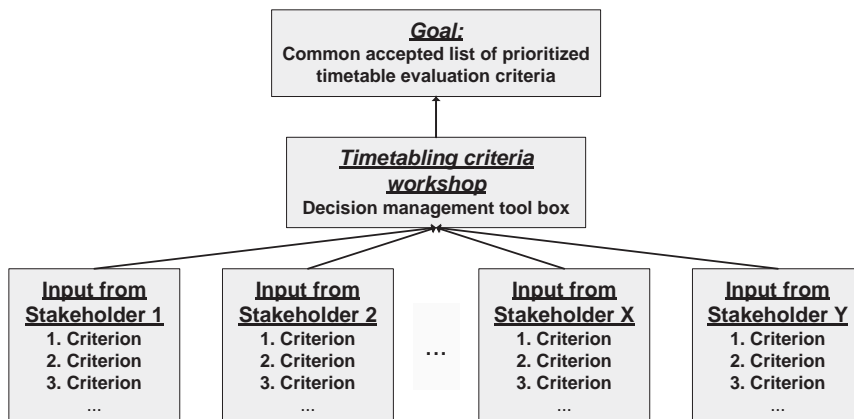 Goal:
Common accepted list of prioritized
timetable evaluation criteria
Timetabling criteria
workshop
Decision management tool box
Input from
Stakeholder 1
1. Criterion
2. Criterion
3. Criterion
...
Input from
Stakeholder 2
1. Criterion
2. Criterion
3. Criterion
...
...
Input from
Stakeholder X
1. Criterion
2. Criterion
3. Criterion
...
Input from
Stakeholder Y
1. Criterion
2. Criterion
3. Criterion
...